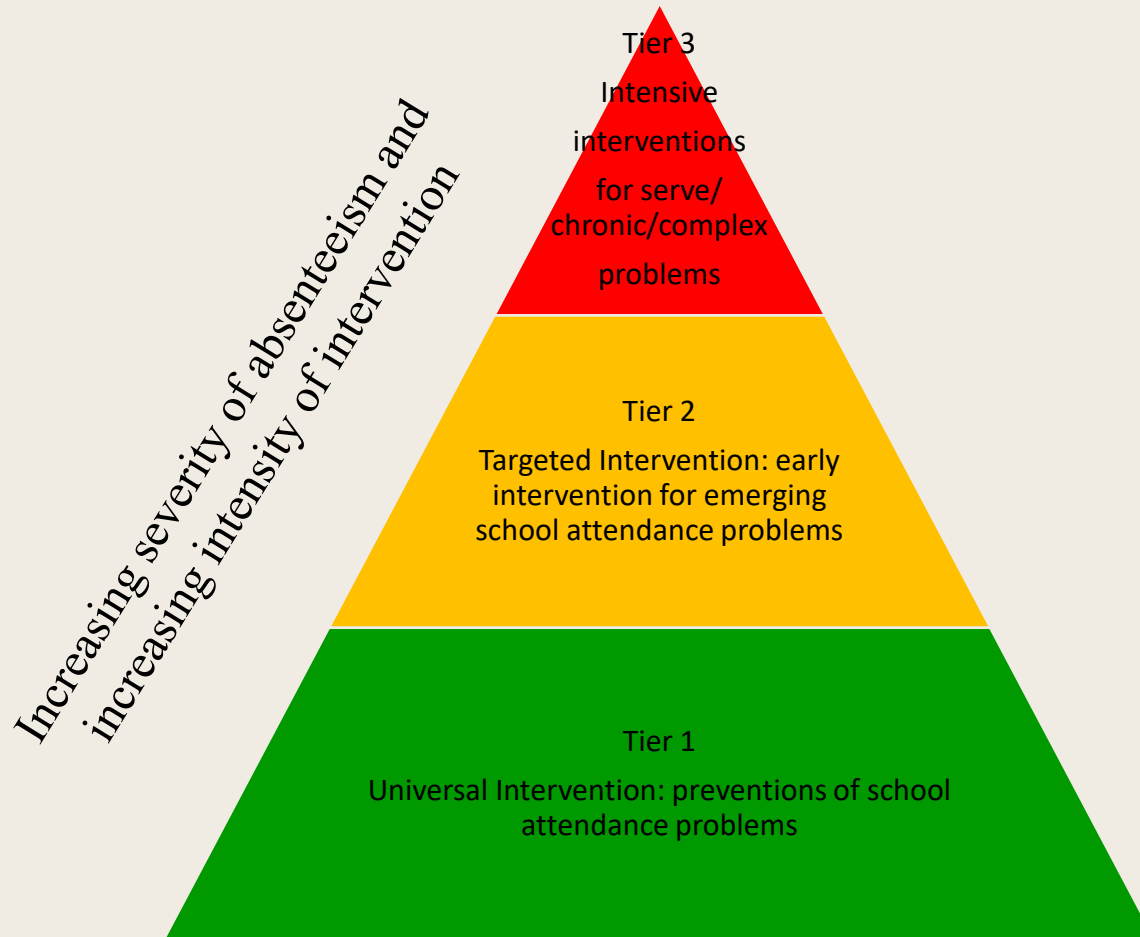 Increasing severity of absenteeism and
increasing intensity of intervention
Tier 3
Intensive
interventions
for serve/
chronic/complex
problems
Tier 2
Targeted Intervention: early
intervention for emerging
school attendance problems
Tier 1
Universal Intervention: preventions of school
attendance problems